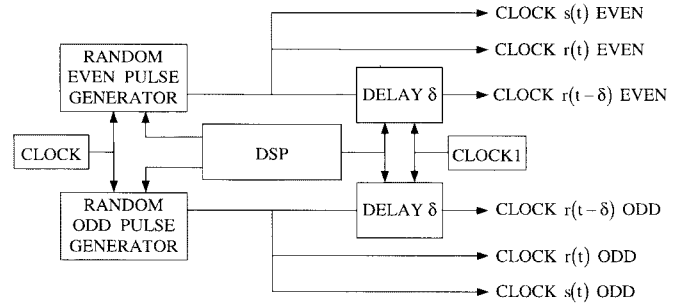 CLOCK s(t) EVEN
CLOCK r(t) EVEN
RANDOM
EVEN PULSE
GENERATOR
DELAY δ
CLOCK r(t − δ) EVEN
CLOCK
DSP
CLOCK1
RANDOM
ODD PULSE
GENERATOR
DELAY δ
CLOCK r(t−δ) ODD
CLOCK r(t) ODD
CLOCK s(t) ODD